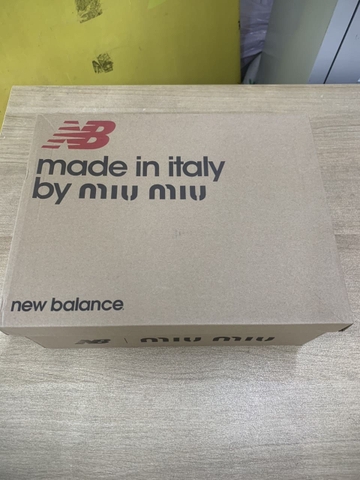 NB
made in italy
by miu miu
new balance
NB | miu miu